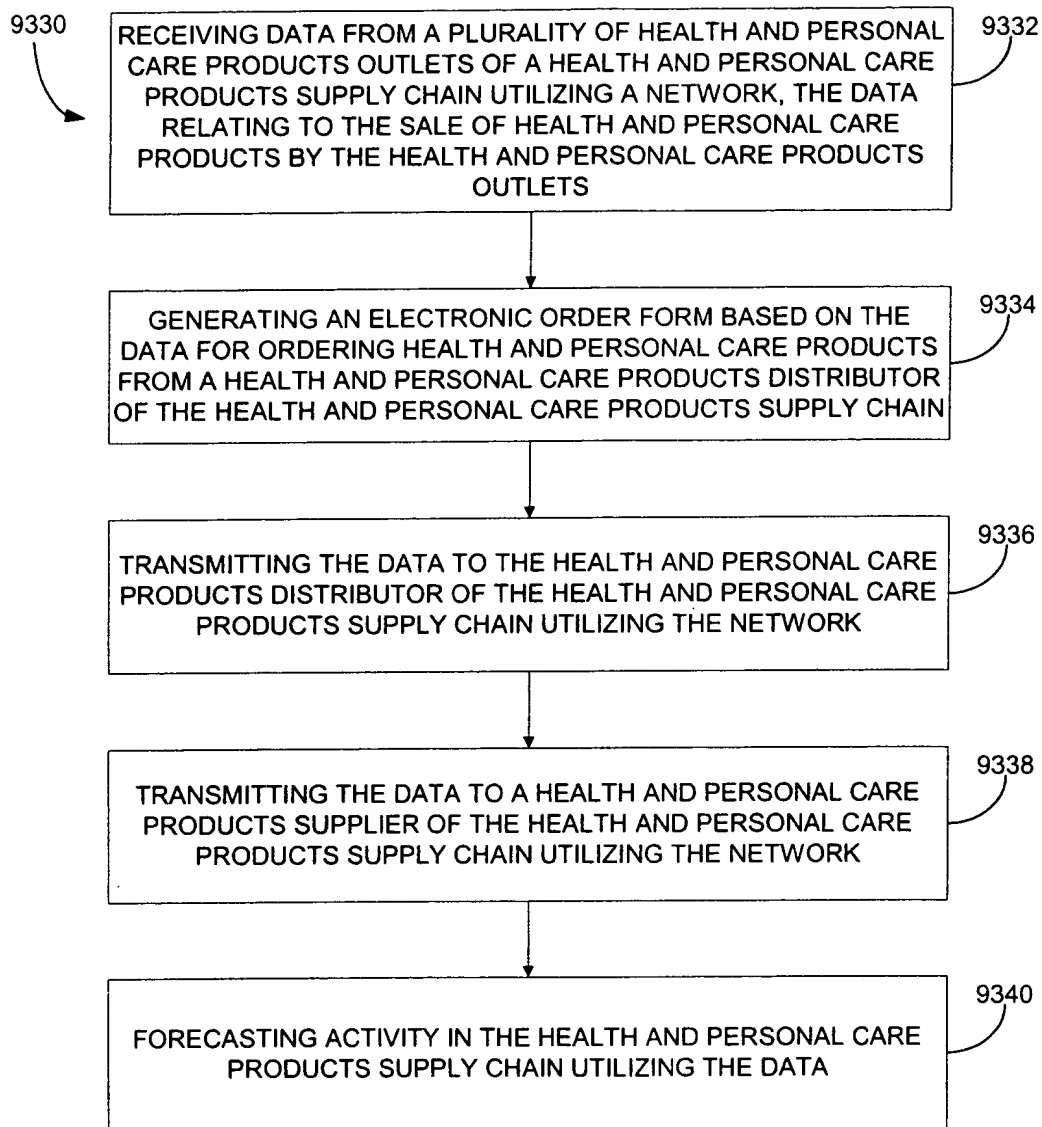 9330
RECEIVING DATA FROM A PLURALITY OF HEALTH AND PERSONAL
CARE PRODUCTS OUTLETS OF A HEALTH AND PERSONAL CARE
PRODUCTS SUPPLY CHAIN UTILIZING A NETWORK, THE DATA
RELATING TO THE SALE OF HEALTH AND PERSONAL CARE
PRODUCTS BY THE HEALTH AND PERSONAL CARE PRODUCTS
OUTLETS
9332
GENERATING AN ELECTRONIC ORDER FORM BASED ON THE
DATA FOR ORDERING HEALTH AND PERSONAL CARE PRODUCTS
FROM A HEALTH AND PERSONAL CARE PRODUCTS DISTRIBUTOR
OF THE HEALTH AND PERSONAL CARE PRODUCTS SUPPLY CHAIN
9334
TRANSMITTING THE DATA TO THE HEALTH AND PERSONAL CARE
PRODUCTS DISTRIBUTOR OF THE HEALTH AND PERSONAL CARE
PRODUCTS SUPPLY CHAIN UTILIZING THE NETWORK
9336
TRANSMITTING THE DATA TO A HEALTH AND PERSONAL CARE
PRODUCTS SUPPLIER OF THE HEALTH AND PERSONAL CARE
PRODUCTS SUPPLY CHAIN UTILIZING THE NETWORK
9338
FORECASTING ACTIVITY IN THE HEALTH AND PERSONAL CARE
PRODUCTS SUPPLY CHAIN UTILIZING THE DATA
9340